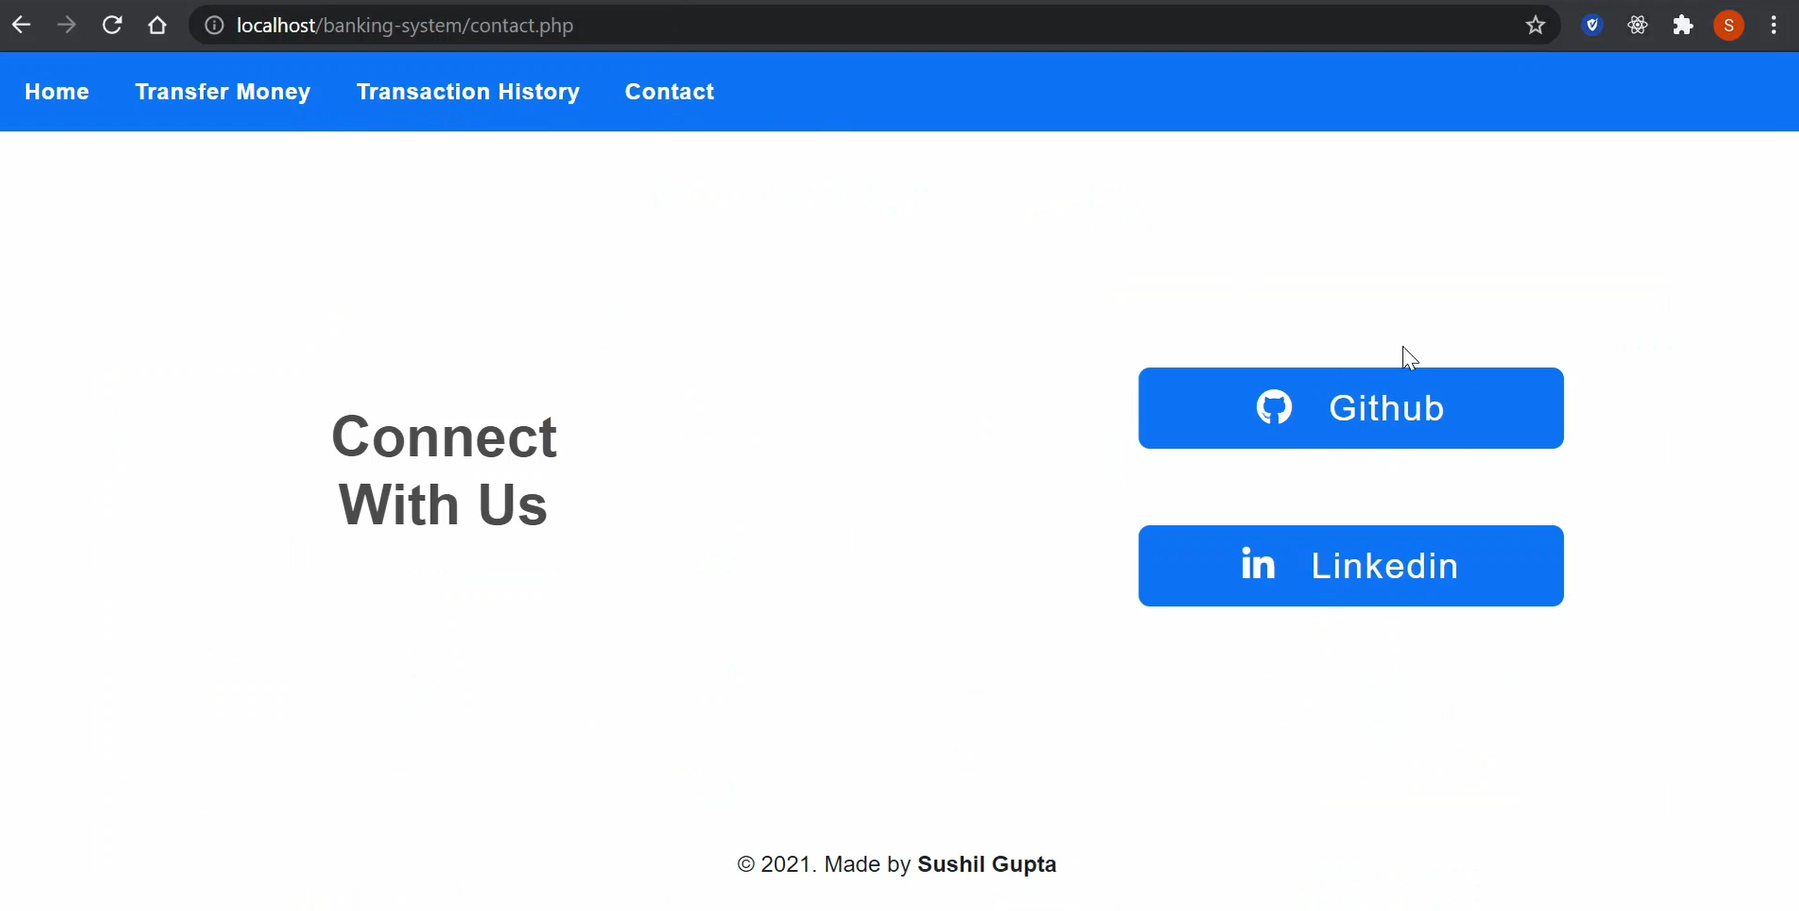 localhost/banking-system/contact.php
S
Home Transfer Money Transaction History Contact
Connect
With Us
Github
in Linkedin
© 2021. Made by Sushil Gupta